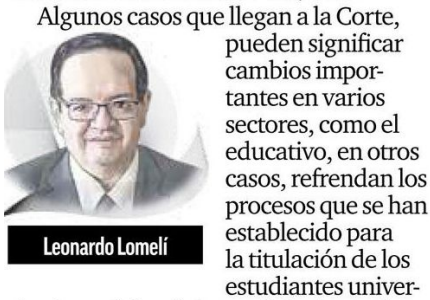 Algunos casos que llegan a la Corte,
pueden significar
cambios impor-
tantes en varios
sectores, como el
educativo, en otros
casos, refrendan los
procesos que se han
establecido para
la titulación de los
estudiantes univer-
Leonardo Lomelí